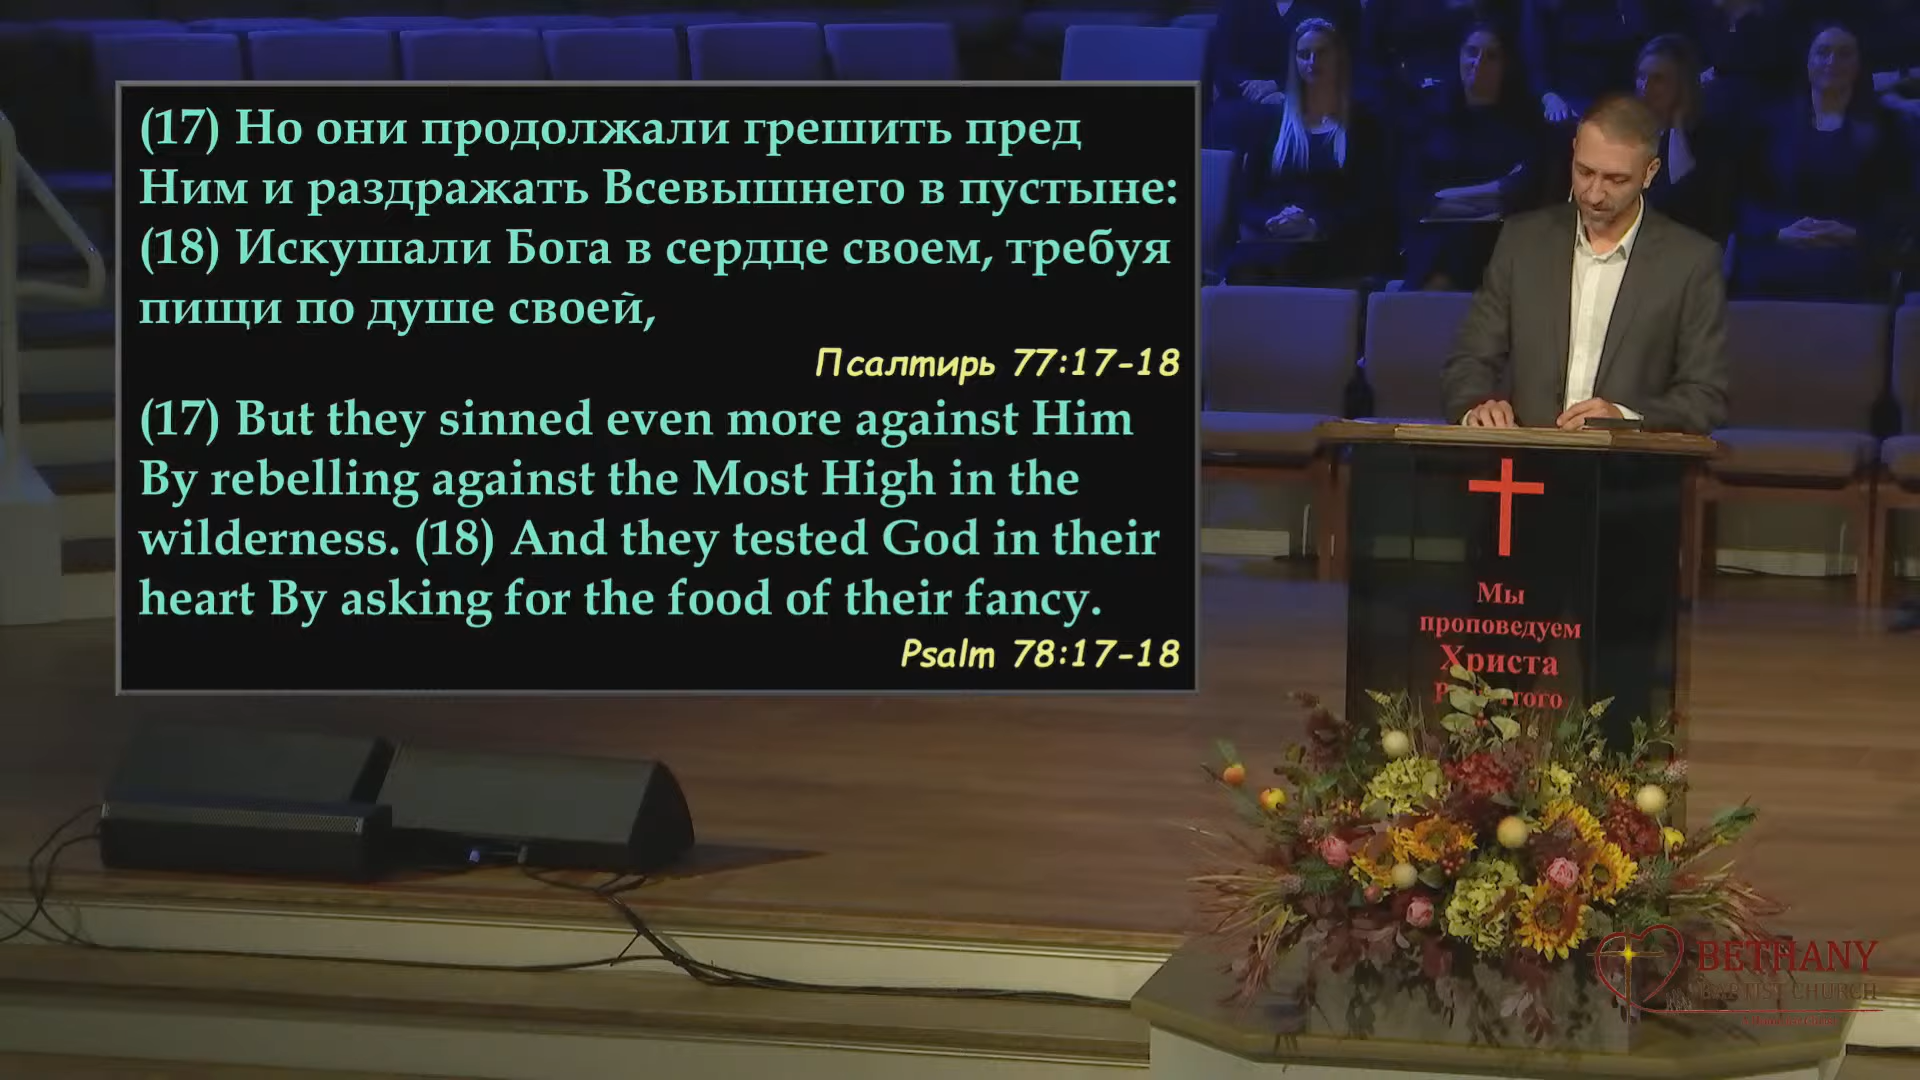 (17) Но они продолжали грешить пред
Ним и раздражать Всевышнего в пустыне:
(18) Искушали Бога в сердце своем, требуя
пищи по душе своей,
Псалтирь 77:17-18
(17) But they sinned even more against Him
By rebelling against the Most High in the
wilderness. (18) And they tested God in their
heart By asking for the food of their fancy.
Psalm 78:17-18
Мы
проповедуем
Христа
BETHANY
BAPTIST CHURCH